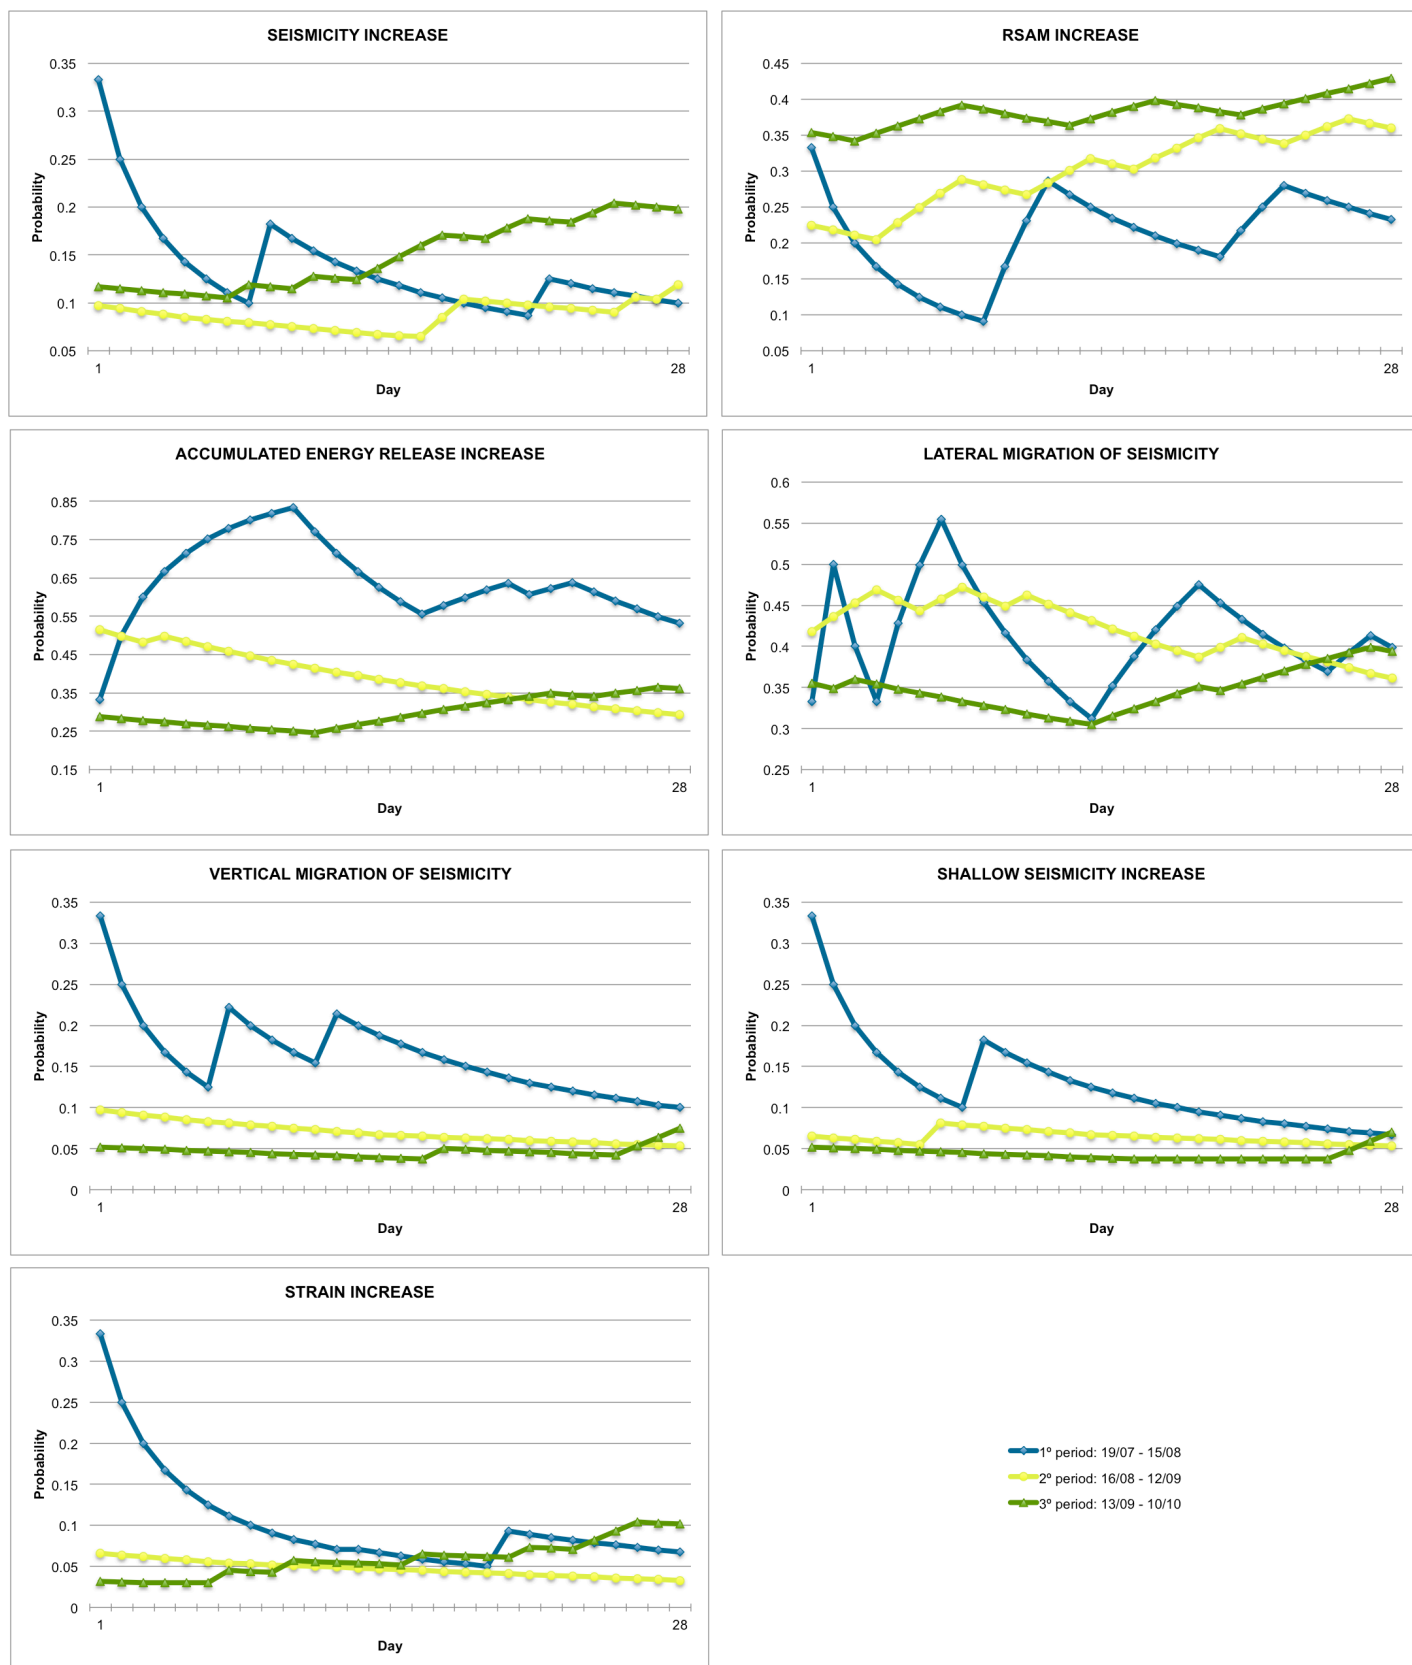 SEISMICITY INCREASE
0.35
0.3
0.25
0.2
0.15
0.1
0.05
Probability
1
28
Day
RSAM INCREASE
0.45
0.4
0.35
0.3
0.25
0.2
0.15
0.1
0.05
Probability
1
28
Day
ACCUMULATED ENERGY RELEASE INCREASE
0.85
0.75
0.65
0.55
0.45
0.35
0.25
0.15
Probability
1
28
Day
LATERAL MIGRATION OF SEISMICITY
0.6
0.55
0.5
0.45
0.4
0.35
0.3
0.25
Probability
1
28
Day
VERTICAL MIGRATION OF SEISMICITY
0.35
0.3
0.25
0.2
0.15
0.1
0.05
0
Probability
1
28
Day
SHALLOW SEISMICITY INCREASE
0.35
0.3
0.25
0.2
0.15
0.1
0.05
0
Probability
1
28
Day
STRAIN INCREASE
0.35
0.3
0.25
0.2
0.15
0.1
0.05
0
Probability
1
28
Day
1º period: 19/07 - 15/08
2º period: 16/08 - 12/09
3º period: 13/09 - 10/10